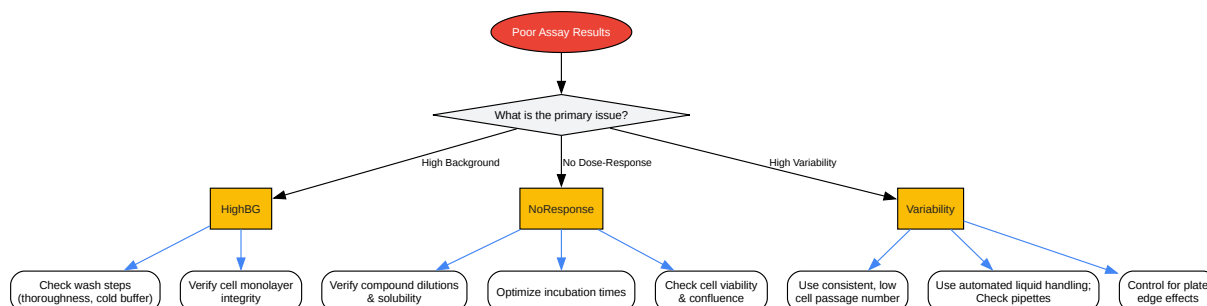 Poor Assay Results
What is the primary issue?
High Background
No Dose-Response
High Variability
HighBG
NoResponse
Variability
Check wash steps
(thoroughness, cold buffer)
Verify cell monolayer
integrity
Verify compound dilutions
& solubility
Optimize incubation times
Check cell viability
& confluence
Use consistent, low
cell passage number
Use automated liquid handling;
Check pipettes
Control for plate
edge effects